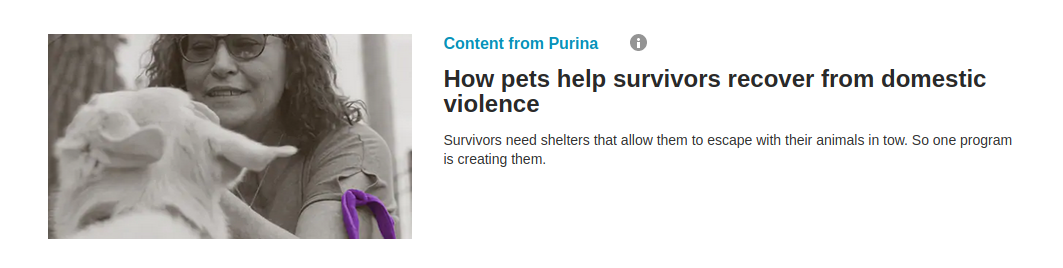 Content from Purina
How pets help survivors recover from domestic
violence
Survivors need shelters that allow them to escape with their animals in tow. So one program
is creating them.